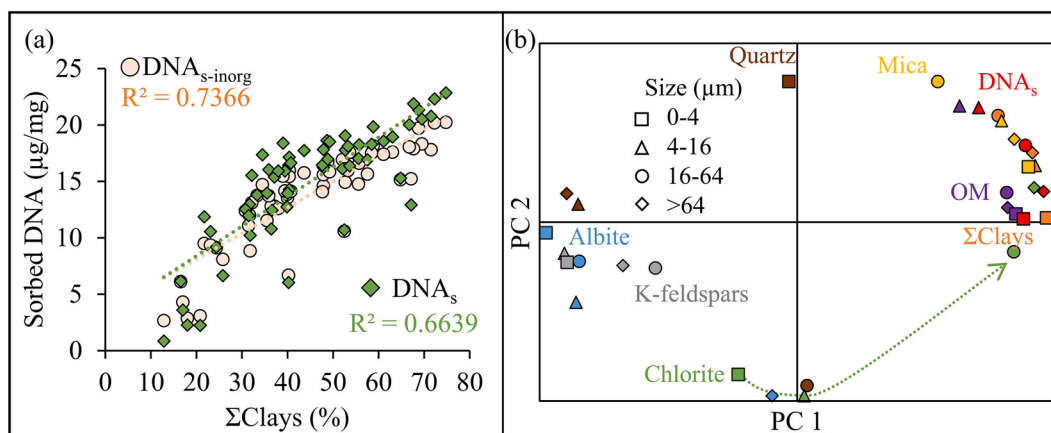 (a)
DNAs-inorg
R² = 0.7366
DNAs
R² = 0.6639
Sorbed DNA (μg/mg)
25
20
15
10
5
0
0 10 20 30 40 50 60 70 80
ΣClays (%)
(b)
Quartz
Mica
DNAs
Size (μm)
0-4
4-16
16-64
>64
OM
ΣClays
Albite
K-feldspars
Chlorite
PC 2
PC 1